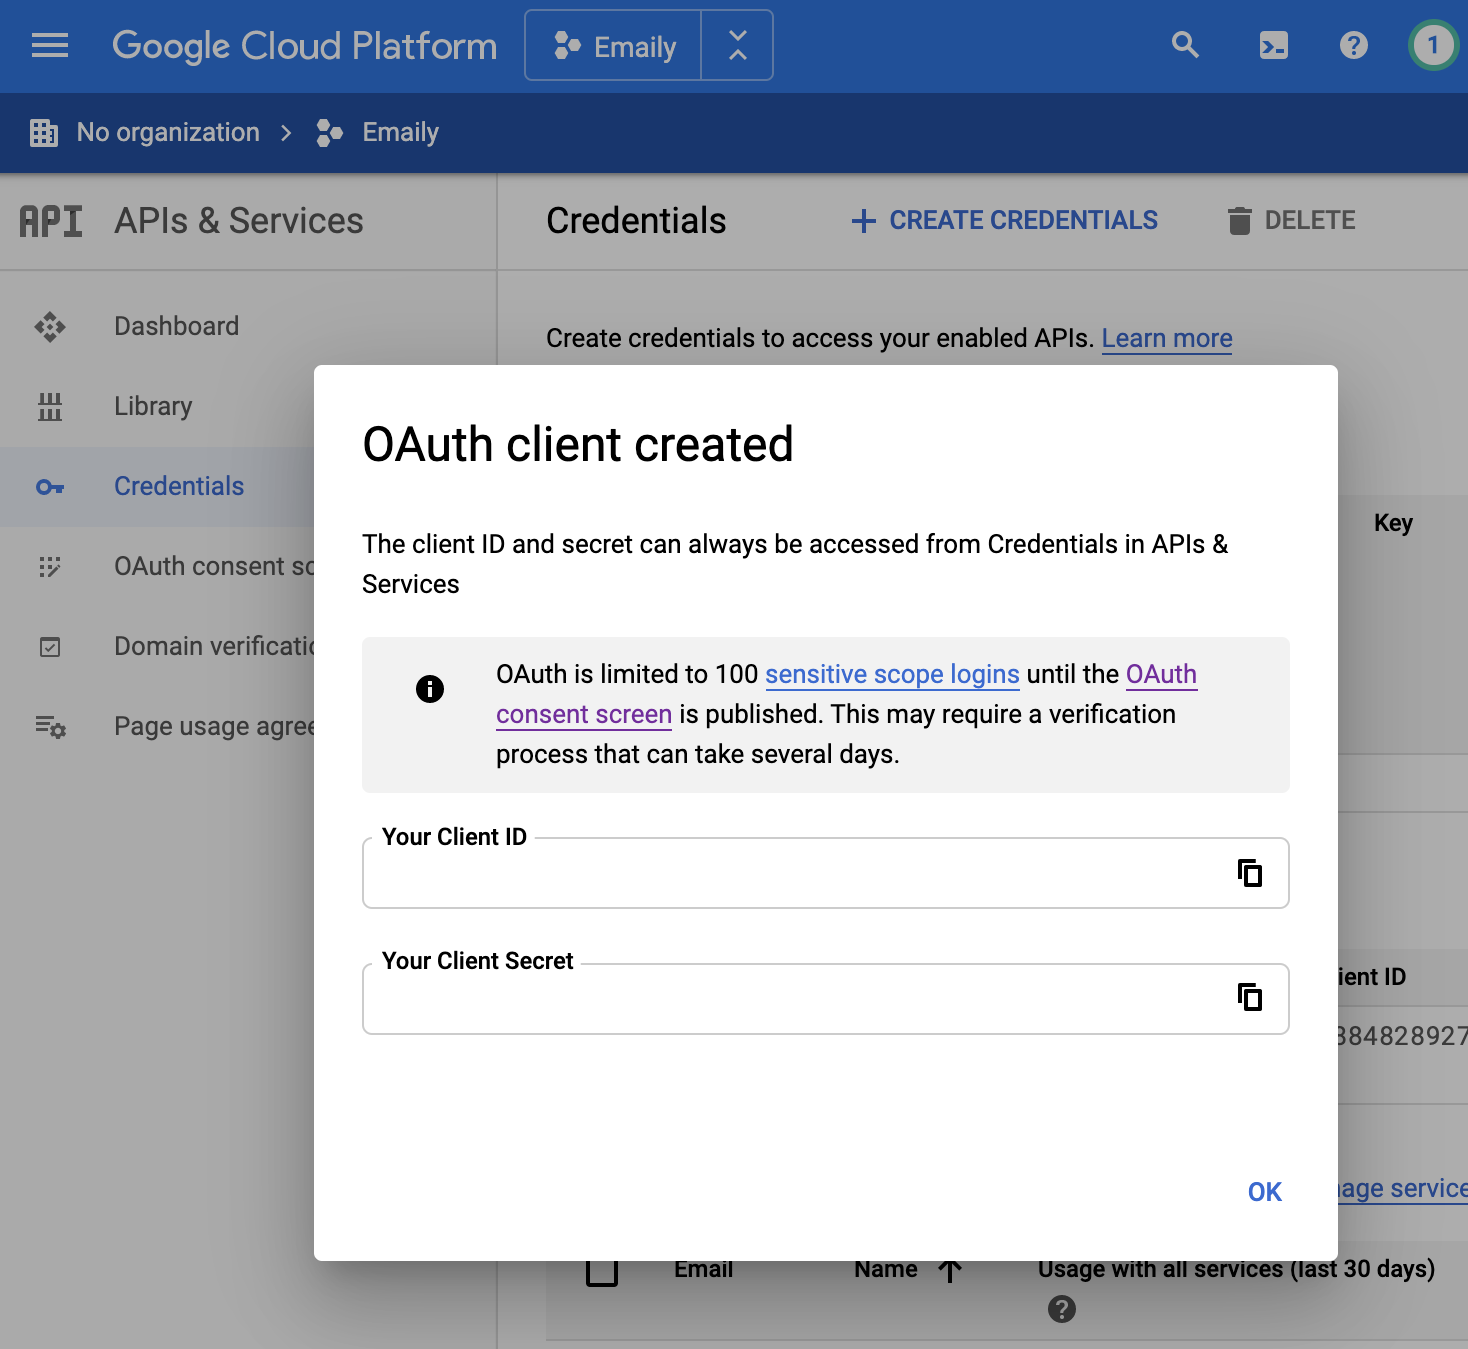 Google Cloud Platform
Emaily
1
No organization
Emaily
API
APIs & Services
Credentials
CREATE CREDENTIALS
DELETE
Dashboard
Library
Credentials
OAuth consent sc
Domain verificatio
Page usage agree
Create credentials to access your enabled APIs. Learn more
Key
OAuth client created
The client ID and secret can always be accessed from Credentials in APIs &
Services
OAuth is limited to 100 sensitive scope logins until the OAuth
consent screen is published. This may require a verification
process that can take several days.
Your Client ID
Your Client Secret
OK
ient ID
384828927
nage service
Email
Name
Usage with all services (last 30 days)